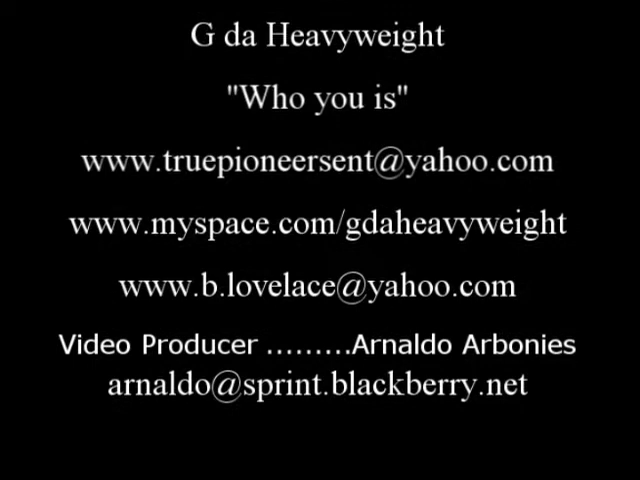 G da Heavyweight
"Who you is"
www.truepioneersent@yahoo.com
www.myspace.com/gdaheavyweight
www.b.lovelace@yahoo.com
Video Producer .........Arnaldo Arbonies
arnaldo@sprint.blackberry.net